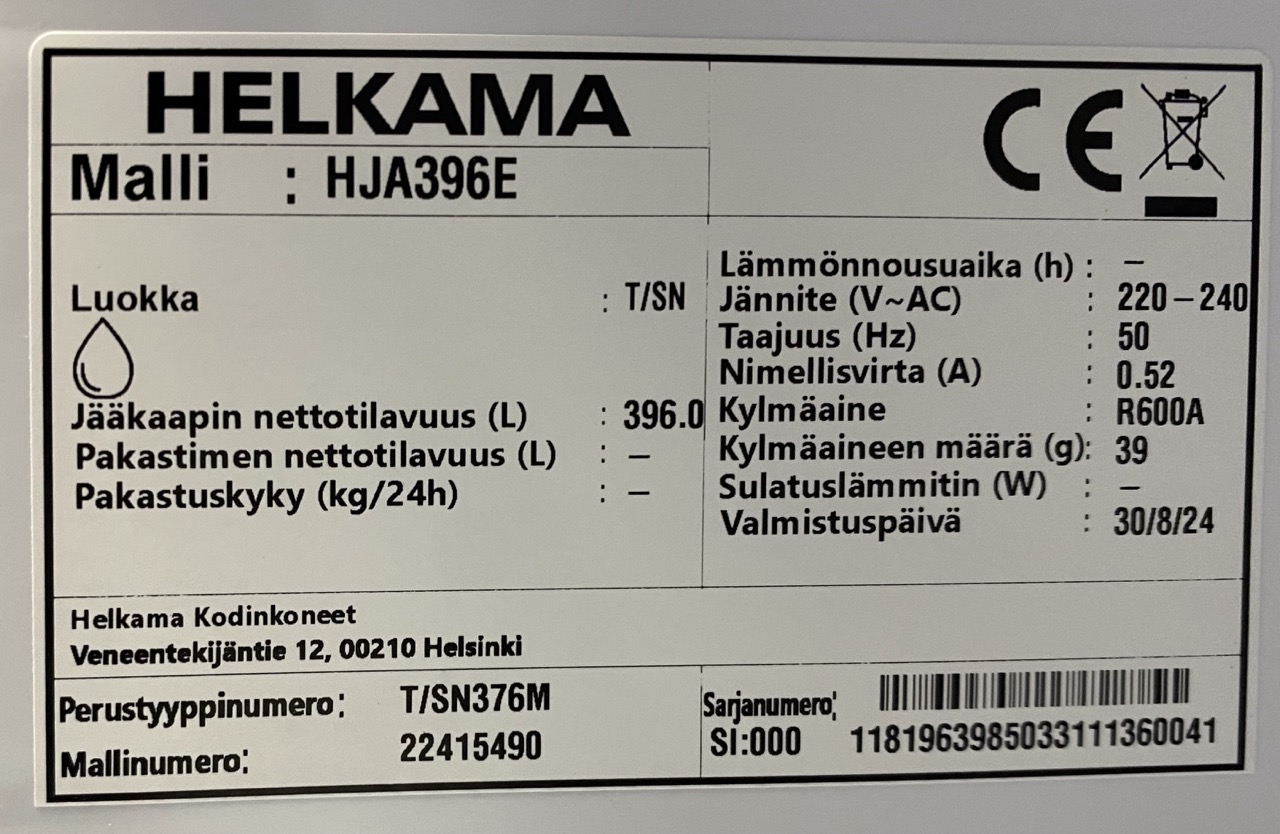 HELKAMA
CE
Malli : HJA396E
Luokka : T/SN
Jääkaapin nettotilavuus (L) : 396.0
Pakastimen nettotilavuus (L) : –
Pakastuskyky (kg/24h) : –
Lämmönnousuaika (h) : –
Jännite (V~AC) : 220–240
Taajuus (Hz) : 50
Nimellisvirta (A) : 0.52
Kylmäaine : R600A
Kylmäaineen määrä (g): 39
Sulatuslämmitin (W) : –
Valmistuspäivä : 30/8/24
Helkama Kodinkoneet
Veneentekijäntie 12, 00210 Helsinki
Perustyyppinumero: T/SN376M
Mallinumero: 22415490
Sarjanumero:
SI:000 1181963985033111360041